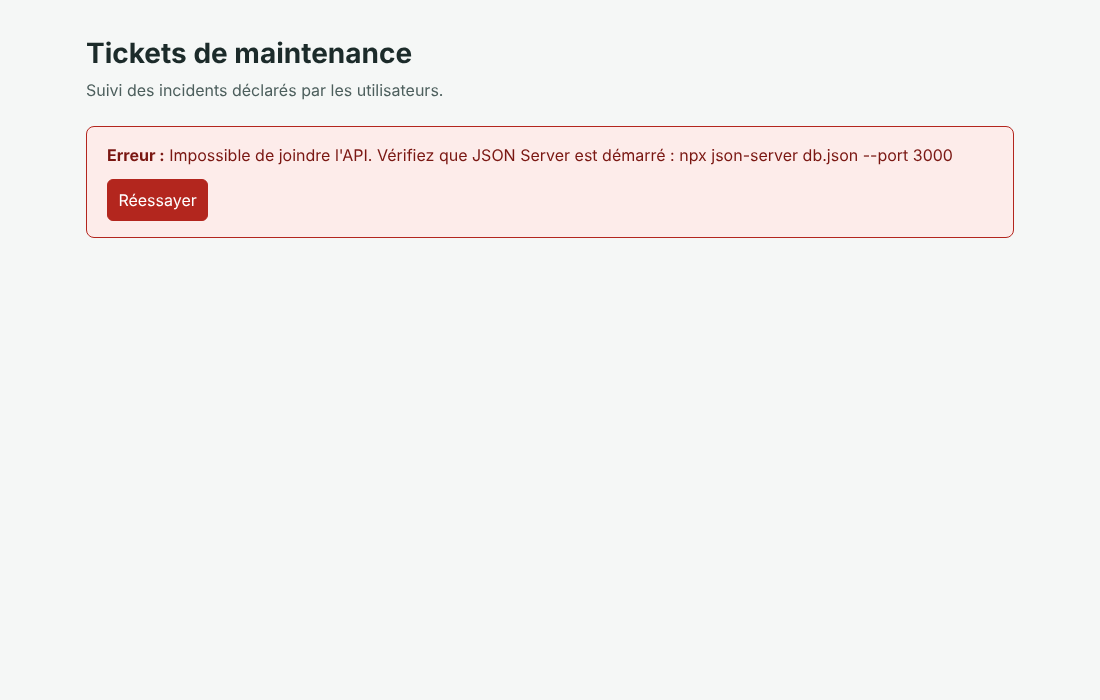 Tickets de maintenance
Suivi des incidents déclarés par les utilisateurs.
Erreur : Impossible de joindre l'API. Vérifiez que JSON Server est démarré : npx json-server db.json --port 3000
Réessayer